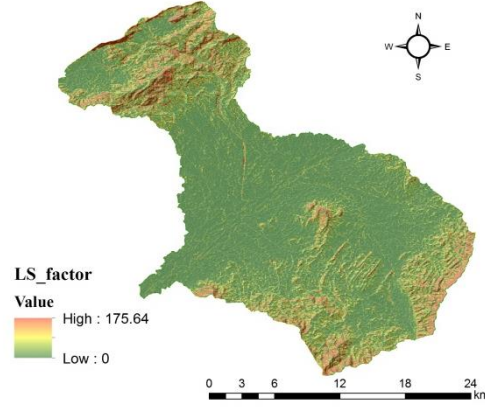 N
W E
S
LS_factor
Value
High : 175.64
Low : 0
0 3 6 12 18 24
km